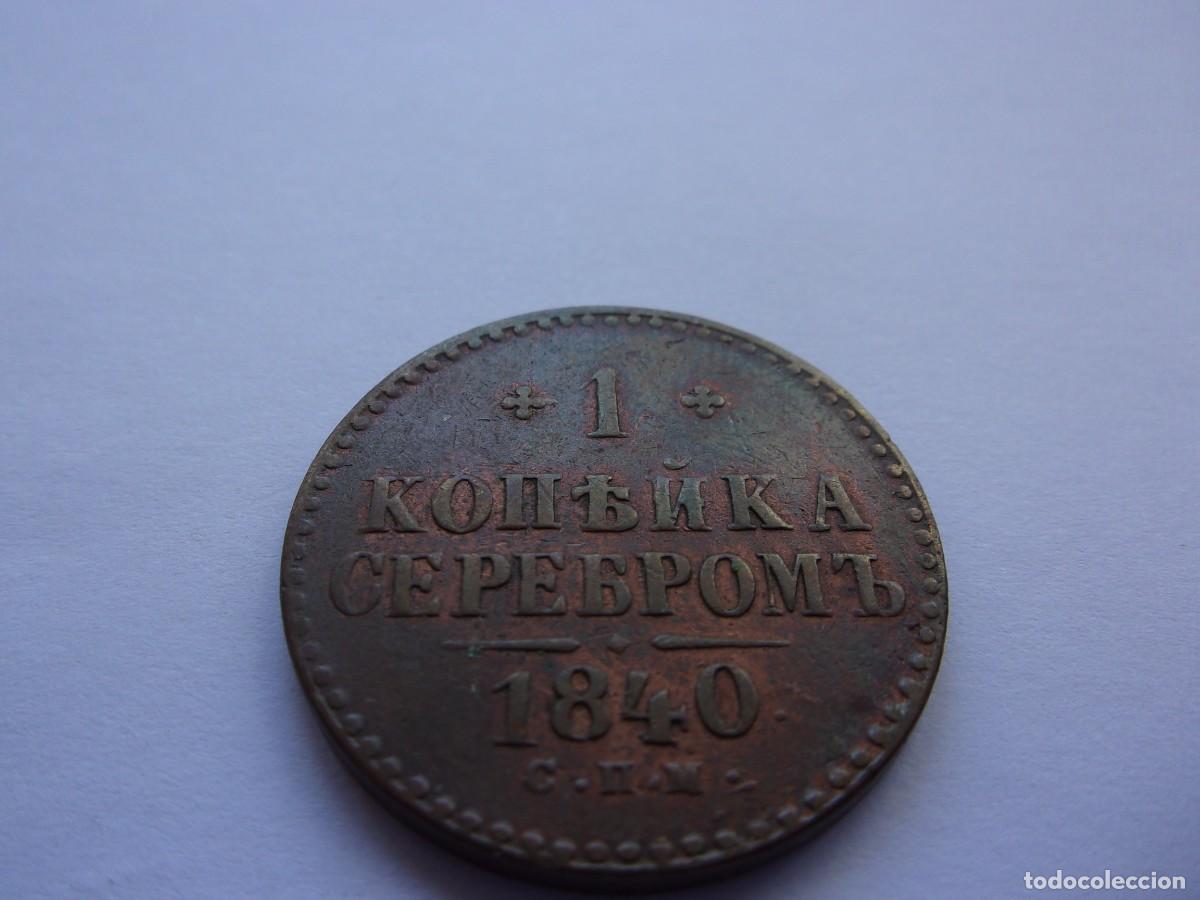 1
КОПѢЙКА
СЕРЕБРОМЪ
1840
С.П.М.
todocoleccion